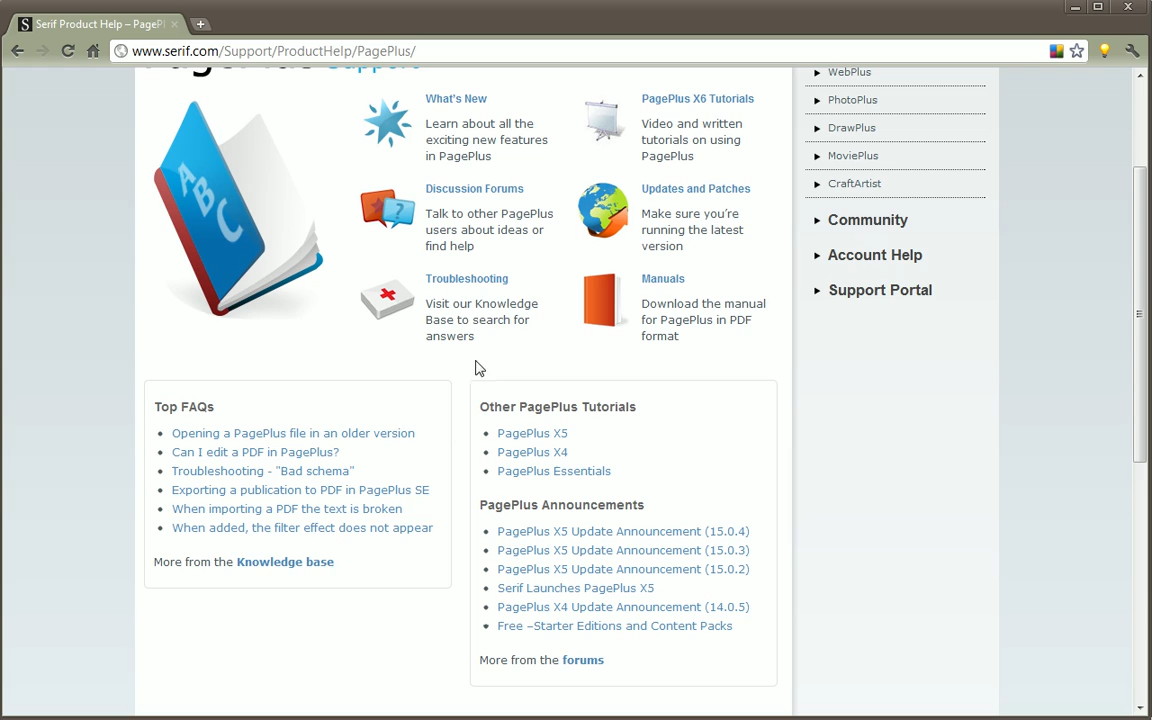 Serif Product Help – PageP
www.serif.com/Support/ProductHelp/PagePlus/
PagePlus Support
What's New
Learn about all the
exciting new features
in PagePlus
PagePlus X6 Tutorials
Video and written
tutorials on using
PagePlus
Discussion Forums
Talk to other PagePlus
users about ideas or
find help
Updates and Patches
Make sure you're
running the latest
version
Troubleshooting
Visit our Knowledge
Base to search for
answers
Manuals
Download the manual
for PagePlus in PDF
format
ABC
WebPlus
PhotoPlus
DrawPlus
MoviePlus
CraftArtist
Community
Account Help
Support Portal
Top FAQs
Opening a PagePlus file in an older version
Can I edit a PDF in PagePlus?
Troubleshooting - "Bad schema"
Exporting a publication to PDF in PagePlus SE
When importing a PDF the text is broken
When added, the filter effect does not appear
More from the Knowledge base
Other PagePlus Tutorials
PagePlus X5
PagePlus X4
PagePlus Essentials
PagePlus Announcements
PagePlus X5 Update Announcement (15.0.4)
PagePlus X5 Update Announcement (15.0.3)
PagePlus X5 Update Announcement (15.0.2)
Serif Launches PagePlus X5
PagePlus X4 Update Announcement (14.0.5)
Free –Starter Editions and Content Packs
More from the forums